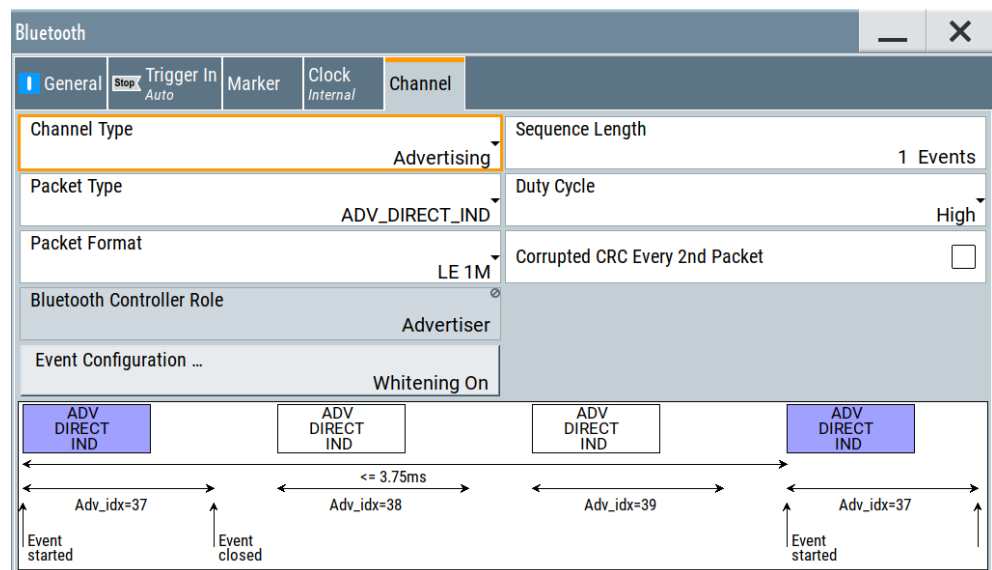 Bluetooth
General
Stop
Trigger In
Auto
Marker
Clock
Internal
Channel
Channel Type
Advertising
Sequence Length
1 Events
Packet Type
ADV_DIRECT_IND
Duty Cycle
High
Packet Format
LE 1M
Corrupted CRC Every 2nd Packet
Bluetooth Controller Role
Advertiser
Event Configuration ...
Whitening On
ADV
DIRECT
IND
ADV
DIRECT
IND
ADV
DIRECT
IND
ADV
DIRECT
IND
<= 3.75ms
Adv_idx=37
Adv_idx=38
Adv_idx=39
Adv_idx=37
Event
started
Event
closed
Event
started